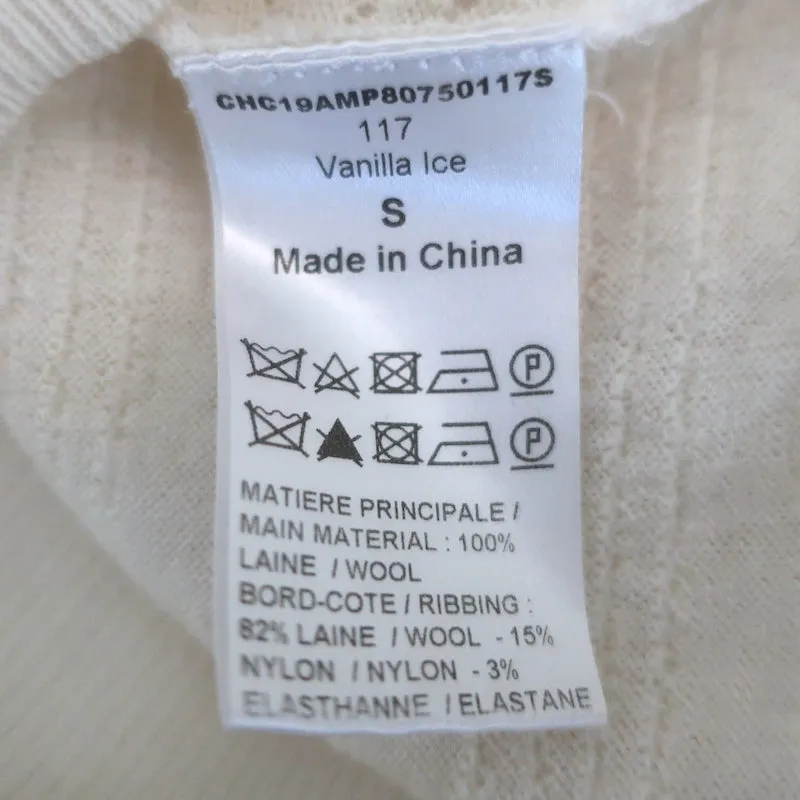 CHC19AMP80750117S
117
Vanilla Ice
S
Made in China
P
P
MATIERE PRINCIPALE /
MAIN MATERIAL : 100%
LAINE / WOOL
BORD-COTE / RIBBING :
82% LAINE / WOOL - 15%
NYLON / NYLON - 3%
ELASTHANNE / ELASTANE